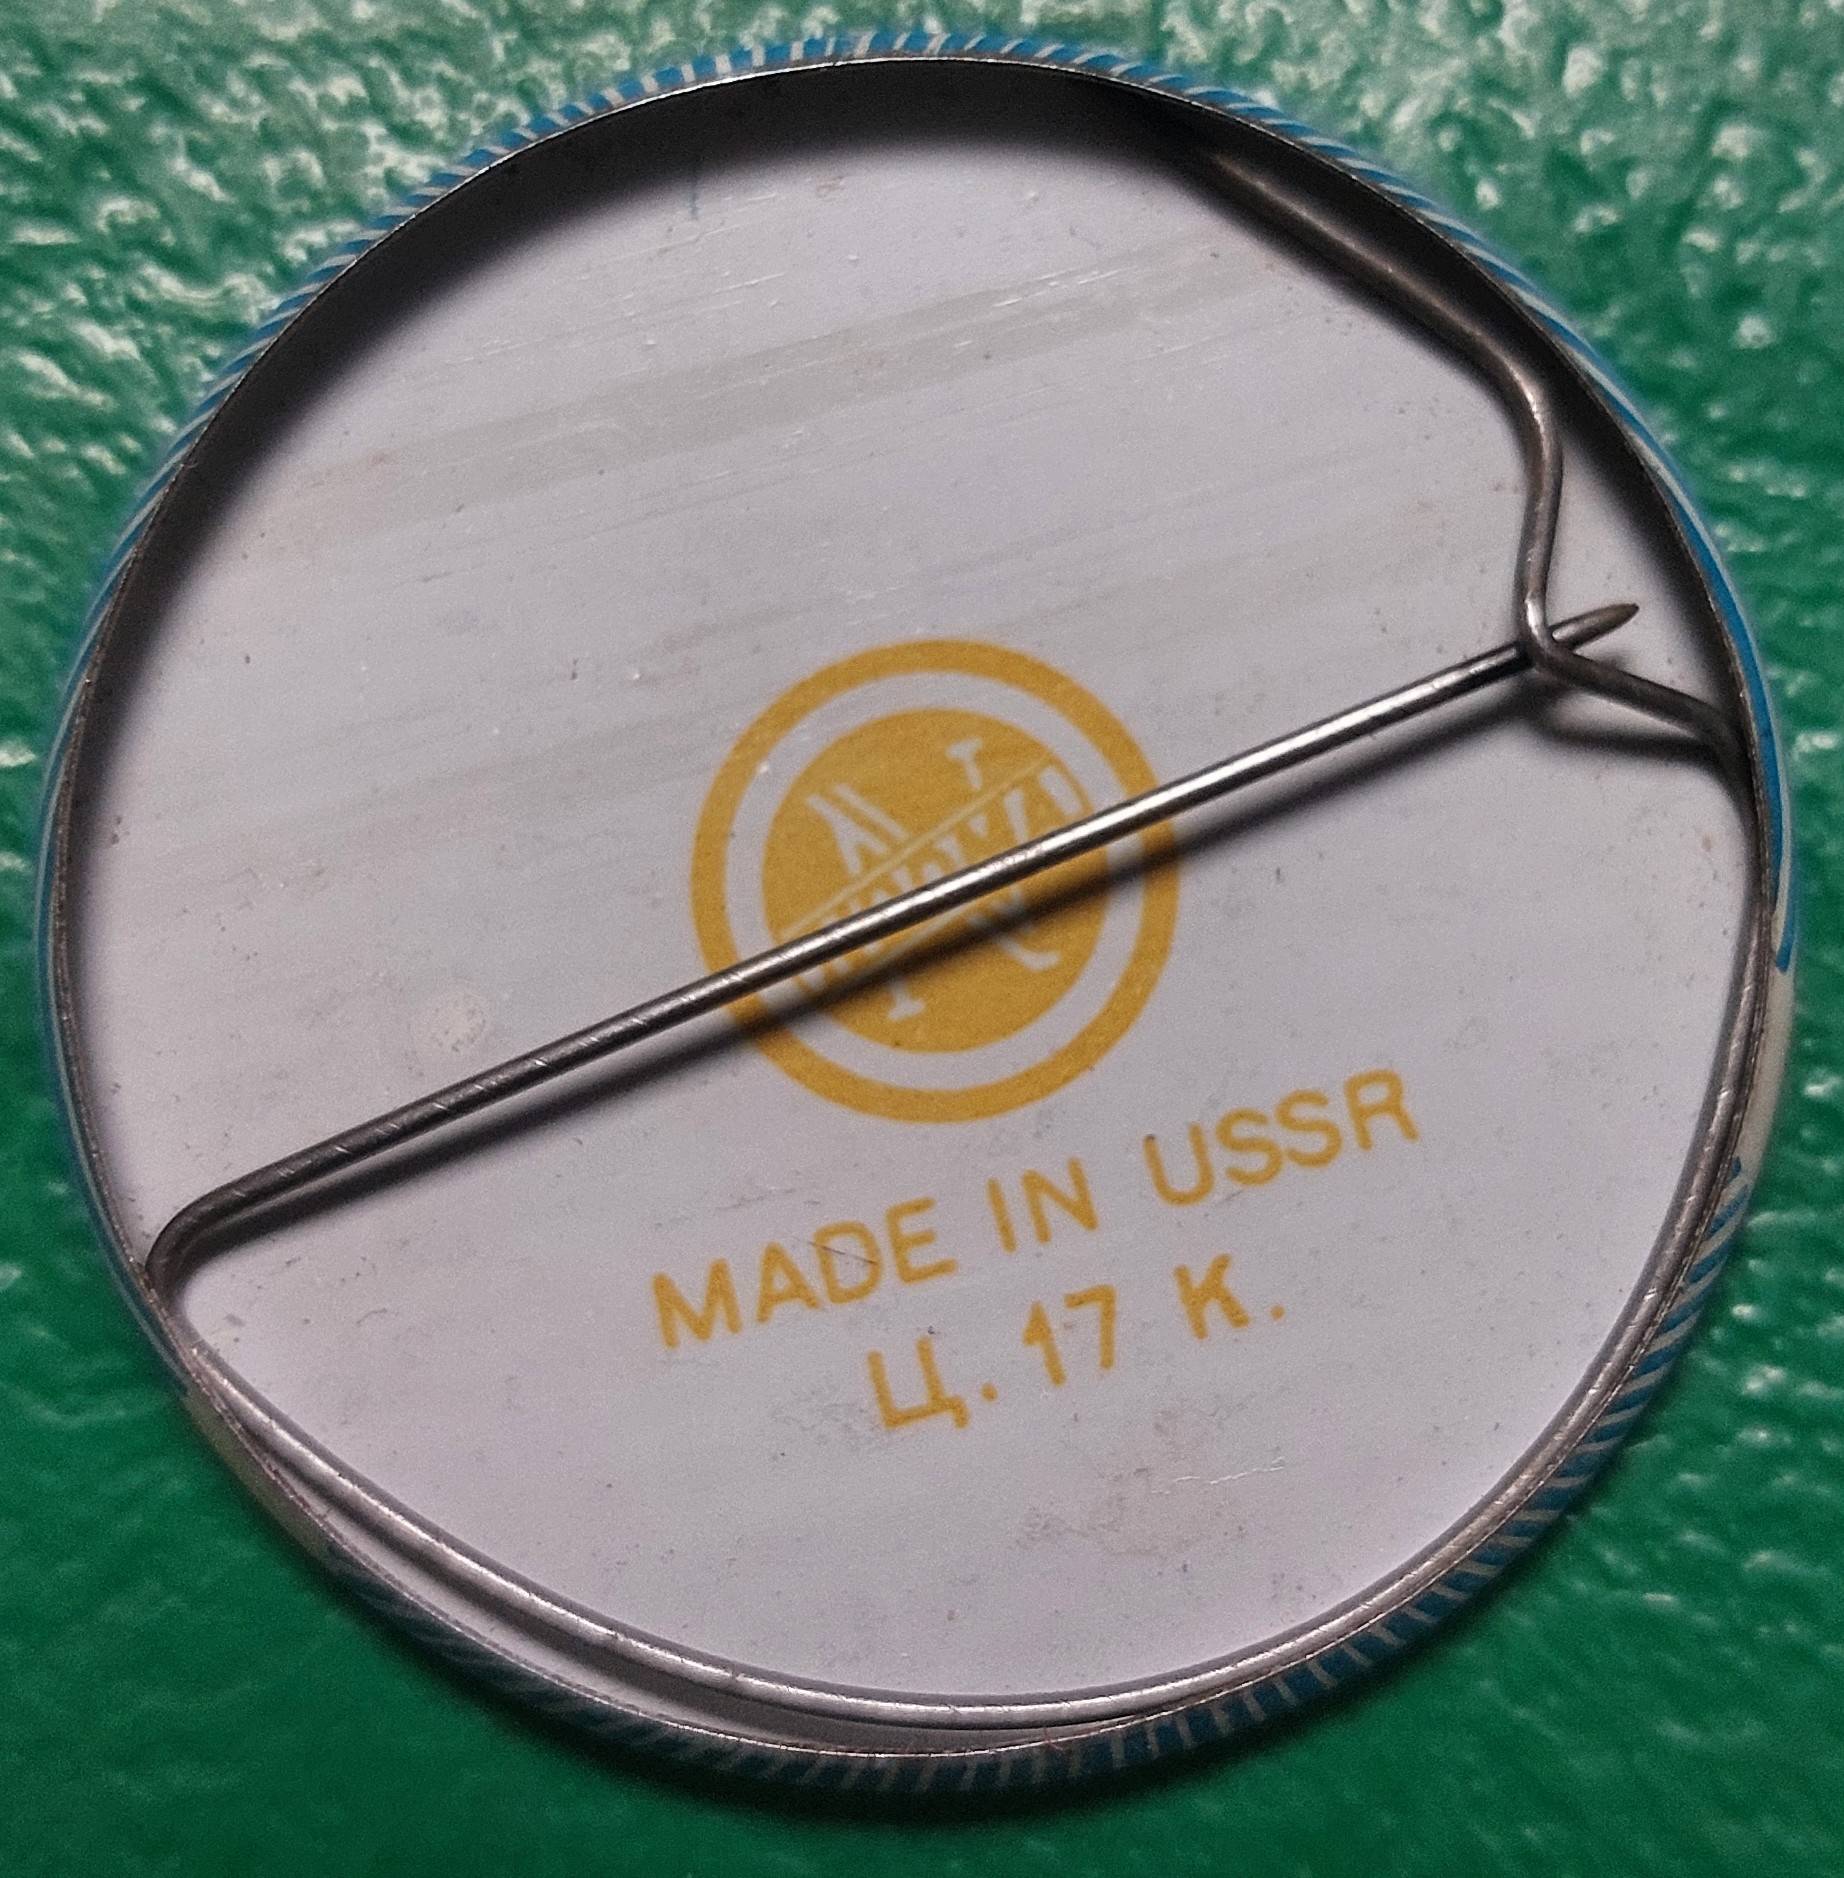 MADE IN USSR
Ц. 17 К.